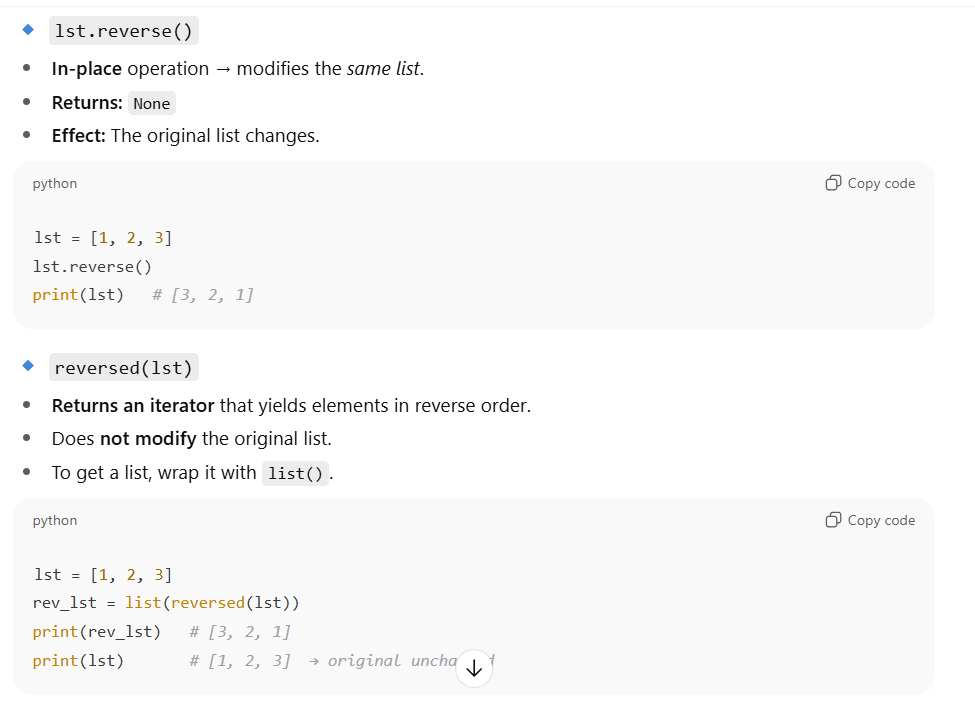 lst.reverse()
In-place operation → modifies the same list.
Returns: None
Effect: The original list changes.
python
Copy code
lst = [1, 2, 3]
lst.reverse()
print(lst)   # [3, 2, 1]
reversed(lst)
Returns an iterator that yields elements in reverse order.
Does not modify the original list.
To get a list, wrap it with list().
python
Copy code
lst = [1, 2, 3]
rev_lst = list(reversed(lst))
print(rev_lst)   # [3, 2, 1]
print(lst)       # [1, 2, 3]  → original